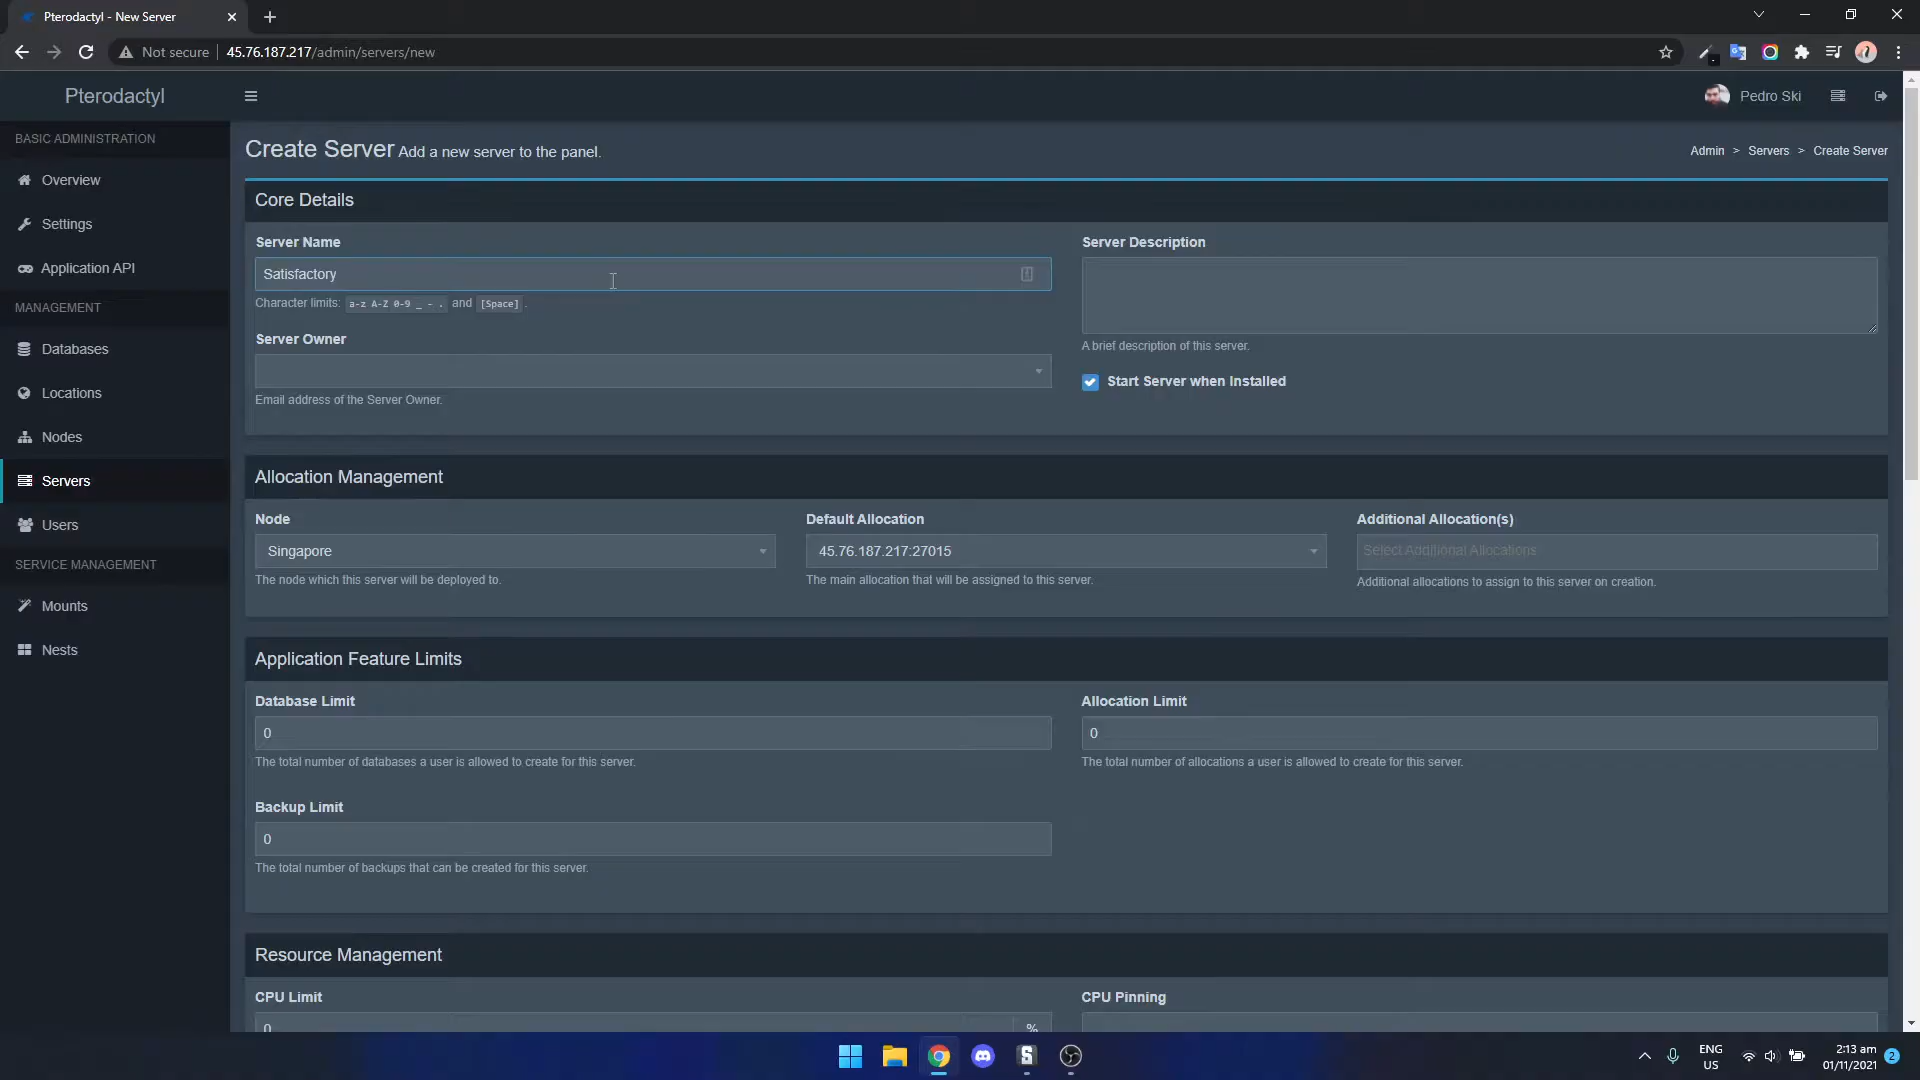 Pterodactyl - New Server
Not secure
45.76.187.217/admin/servers/new
Pterodactyl
Pedro Ski
BASIC ADMINISTRATION
Overview
Settings
Application API
MANAGEMENT
Databases
Locations
Nodes
Servers
Users
SERVICE MANAGEMENT
Mounts
Nests
Create Server Add a new server to the panel.
Admin > Servers > Create Server
Core Details
Server Name
Satisfactory
Character limits: a-z A-Z 0-9 _ - . and [Space] .
Server Owner
Email address of the Server Owner.
Server Description
A brief description of this server.
Start Server when Installed
Allocation Management
Node
Singapore
The node which this server will be deployed to.
Default Allocation
45.76.187.217:27015
The main allocation that will be assigned to this server.
Additional Allocation(s)
Select Additional Allocations
Additional allocations to assign to this server on creation.
Application Feature Limits
Database Limit
0
The total number of databases a user is allowed to create for this server.
Allocation Limit
0
The total number of allocations a user is allowed to create for this server.
Backup Limit
0
The total number of backups that can be created for this server.
Resource Management
CPU Limit
0 %
CPU Pinning
ENG
US
2:13 am
01/11/2021
2